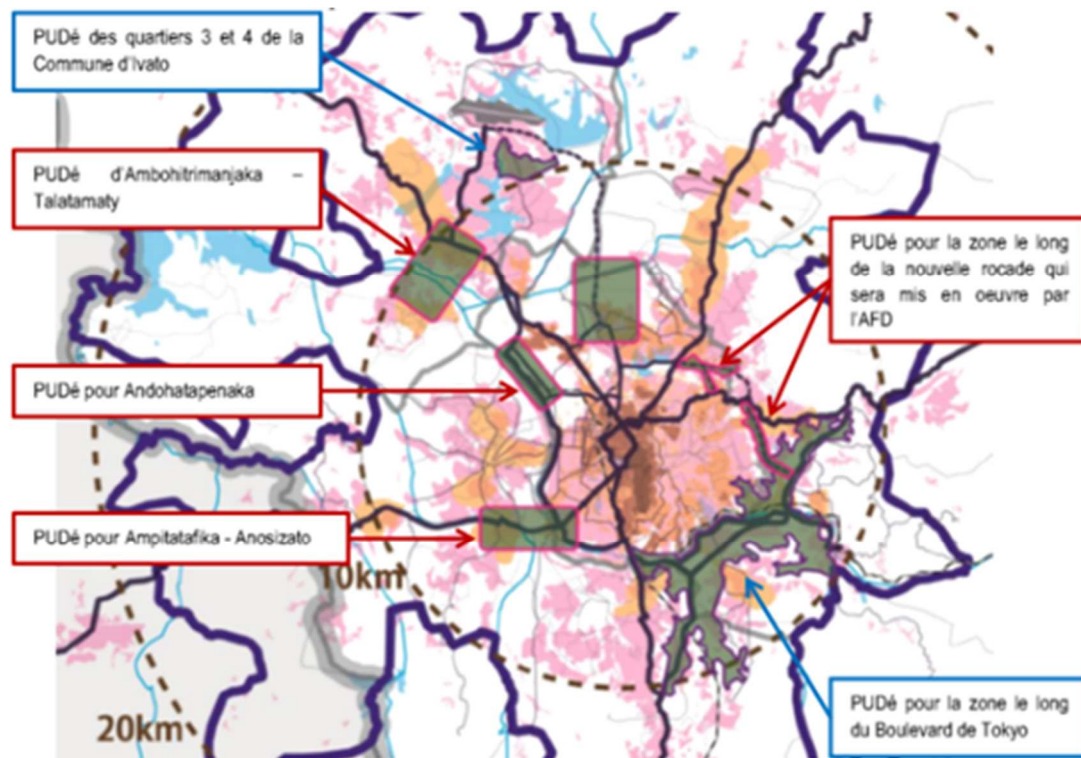 PUDé des quartiers 3 et 4 de la
Commune d'Ivato
PUDé d'Ambohitrimanjaka –
Talatamaty
PUDé pour la zone le long
de la nouvelle rocade qui
sera mis en oeuvre par
l'AFD
PUDé pour Andohatapenaka
PUDé pour Ampitatafika - Anosizato
10km
20km
PUDé pour la zone le long
du Boulevard de Tokyo